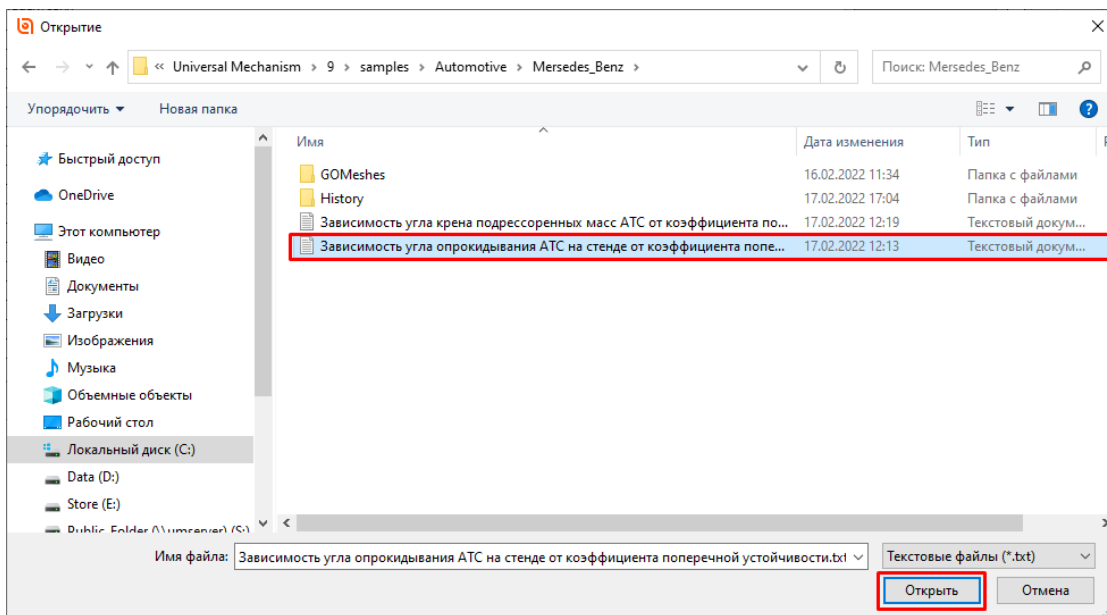 Открытие
« Universal Mechanism › 9 › samples › Automotive › Mersedes_Benz ›
Поиск: Mersedes_Benz
Упорядочить
Новая папка
Имя
Дата изменения
Тип
Быстрый доступ
OneDrive
Этот компьютер
Видео
Документы
Загрузки
Изображения
Музыка
Объемные объекты
Рабочий стол
Локальный диск (C:)
Data (D:)
Store (E:)
Public_Folder (\\umserver) (S:)
GOMeshes 16.02.2022 11:34 Папка с файлами
History 17.02.2022 17:04 Папка с файлами
Зависимость угла крена подрессоренных масс АТС от коэффициента по... 17.02.2022 12:19 Текстовый докум...
Зависимость угла опрокидывания АТС на стенде от коэффициента попе... 17.02.2022 12:13 Текстовый докум...
Имя файла: Зависимость угла опрокидывания АТС на стенде от коэффициента поперечной устойчивости.txt
Текстовые файлы (*.txt)
Открыть
Отмена